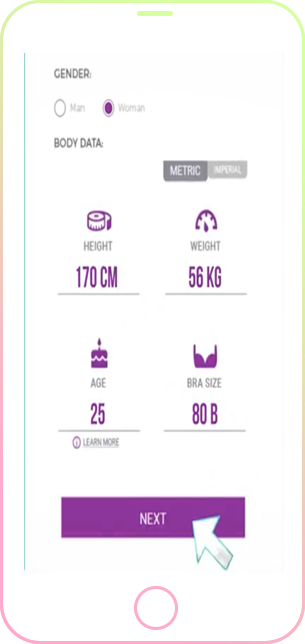 GENDER:
Man Woman
BODY DATA:
METRIC IMPERIAL
HEIGHT WEIGHT
170 CM 56 KG
AGE BRA SIZE
25 80 B
LEARN MORE
NEXT